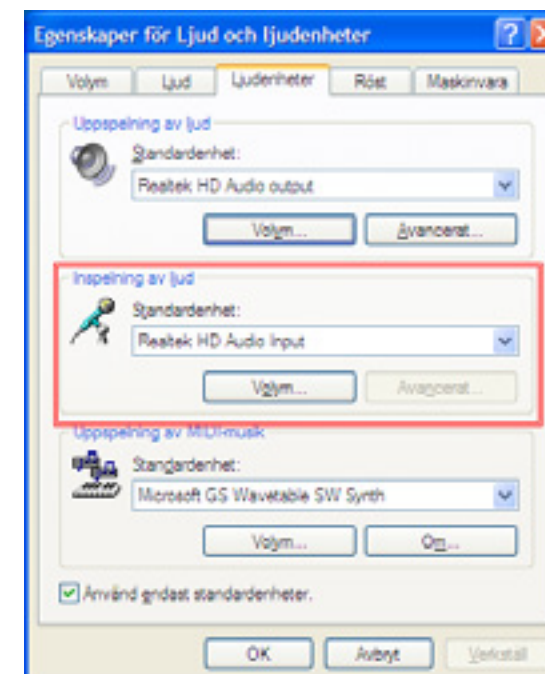 Egenskaper för Ljud och ljudenheter
Volym Ljud Ljudenheter Röst Maskinvara
Uppspelning av ljud
Standardenhet:
Realtek HD Audio output
Volym... Avancerat...
Inspelning av ljud
Standardenhet:
Realtek HD Audio Input
Volym... Avancerat...
Uppspelning av MIDI-musik
Standardenhet:
Microsoft GS Wavetable SW Synth
Volym... Om...
Använd endast standardenheter.
OK Avbryt Verkställ